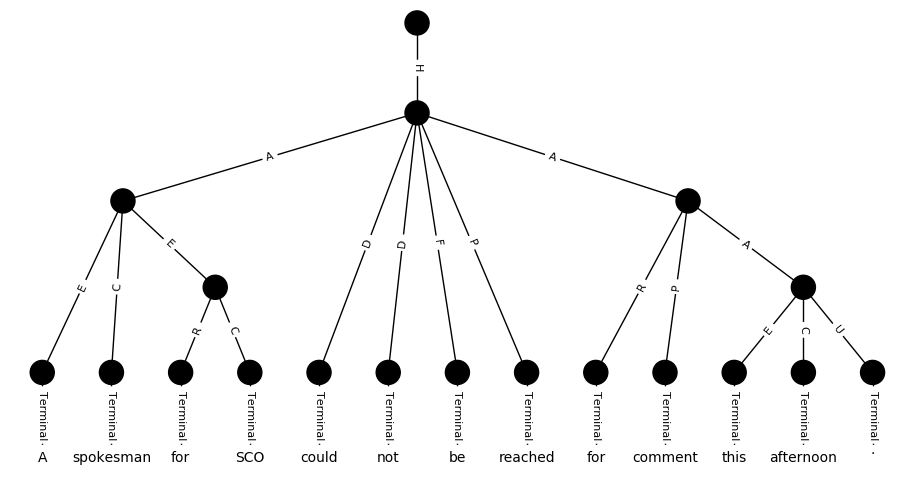 H
A A
E C E D D F P R P A
R C E C U
Terminal Terminal Terminal Terminal Terminal Terminal Terminal Terminal Terminal Terminal Terminal Terminal Terminal
A spokesman for SCO could not be reached for comment this afternoon .